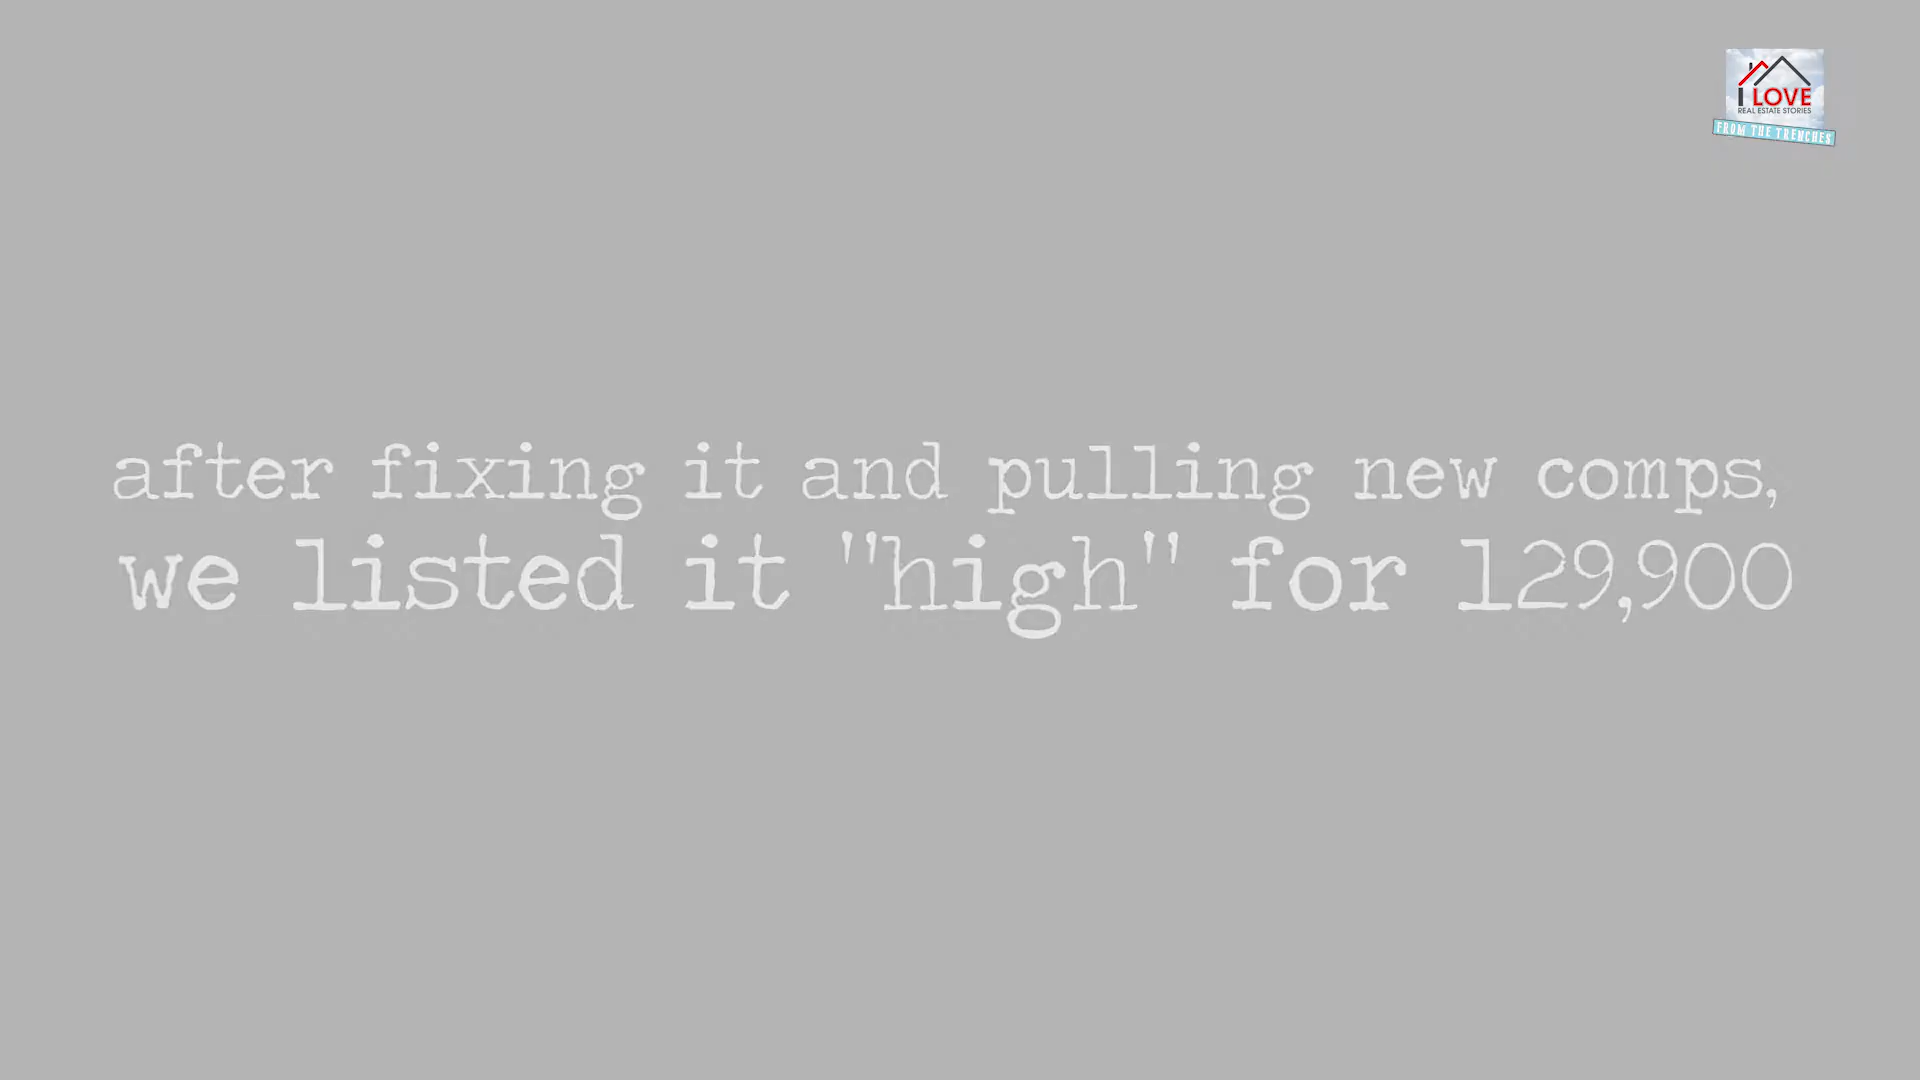 I LOVE
REAL ESTATE STORIES
FROM THE TRENCHES
after fixing it and pulling new comps,
we listed it "high" for 129,900